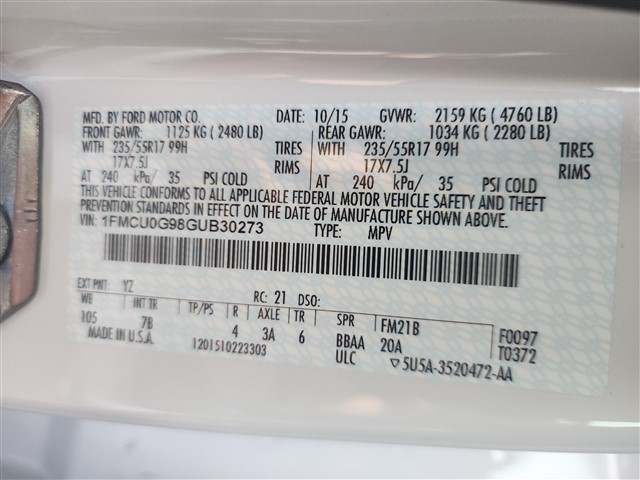 MFD. BY FORD MOTOR CO. DATE: 10/15 GVWR: 2159 KG ( 4760 LB)
FRONT GAWR: 1125 KG ( 2480 LB) REAR GAWR: 1034 KG ( 2280 LB)
WITH 235/55R17 99H TIRES WITH 235/55R17 99H TIRES
17X7.5J RIMS 17X7.5J RIMS
AT 240 kPa/ 35 PSI COLD AT 240 kPa/ 35 PSI COLD
THIS VEHICLE CONFORMS TO ALL APPLICABLE FEDERAL MOTOR VEHICLE SAFETY AND THEFT
PREVENTION STANDARDS IN EFFECT ON THE DATE OF MANUFACTURE SHOWN ABOVE.
VIN: 1FMCU0G98GUB30273 TYPE: MPV
EXT PNT: YZ RC: 21 DSO:
WB INT TR TP/PS R AXLE TR SPR FM21B F0097
105 7B 4 3A 6 BBAA 20A T0372
MADE IN U.S.A. 1201510223303 ULC 5U5A-3520472-AA